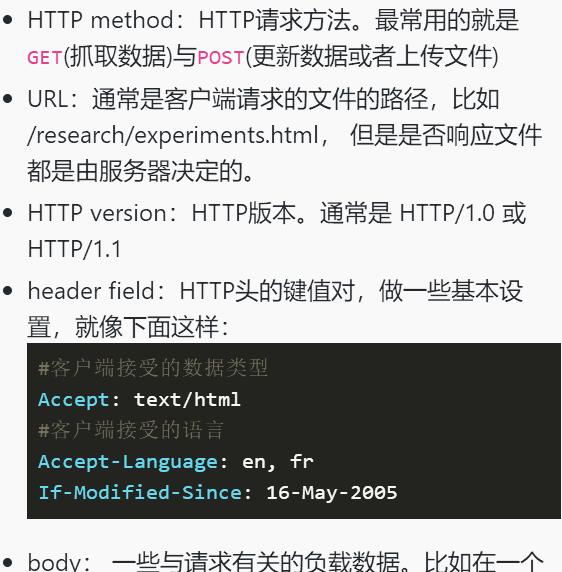 HTTP method：HTTP请求方法。最常用的就是
GET(抓取数据)与POST(更新数据或者上传文件)
URL：通常是客户端请求的文件的路径，比如
/research/experiments.html， 但是是否响应文件
都是由服务器决定的。
HTTP version：HTTP版本。通常是 HTTP/1.0 或
HTTP/1.1
header field：HTTP头的键值对，做一些基本设
置，就像下面这样：
#客户端接受的数据类型
Accept: text/html
#客户端接受的语言
Accept-Language: en, fr
If-Modified-Since: 16-May-2005
body： 一些与请求有关的负载数据。比如在一个